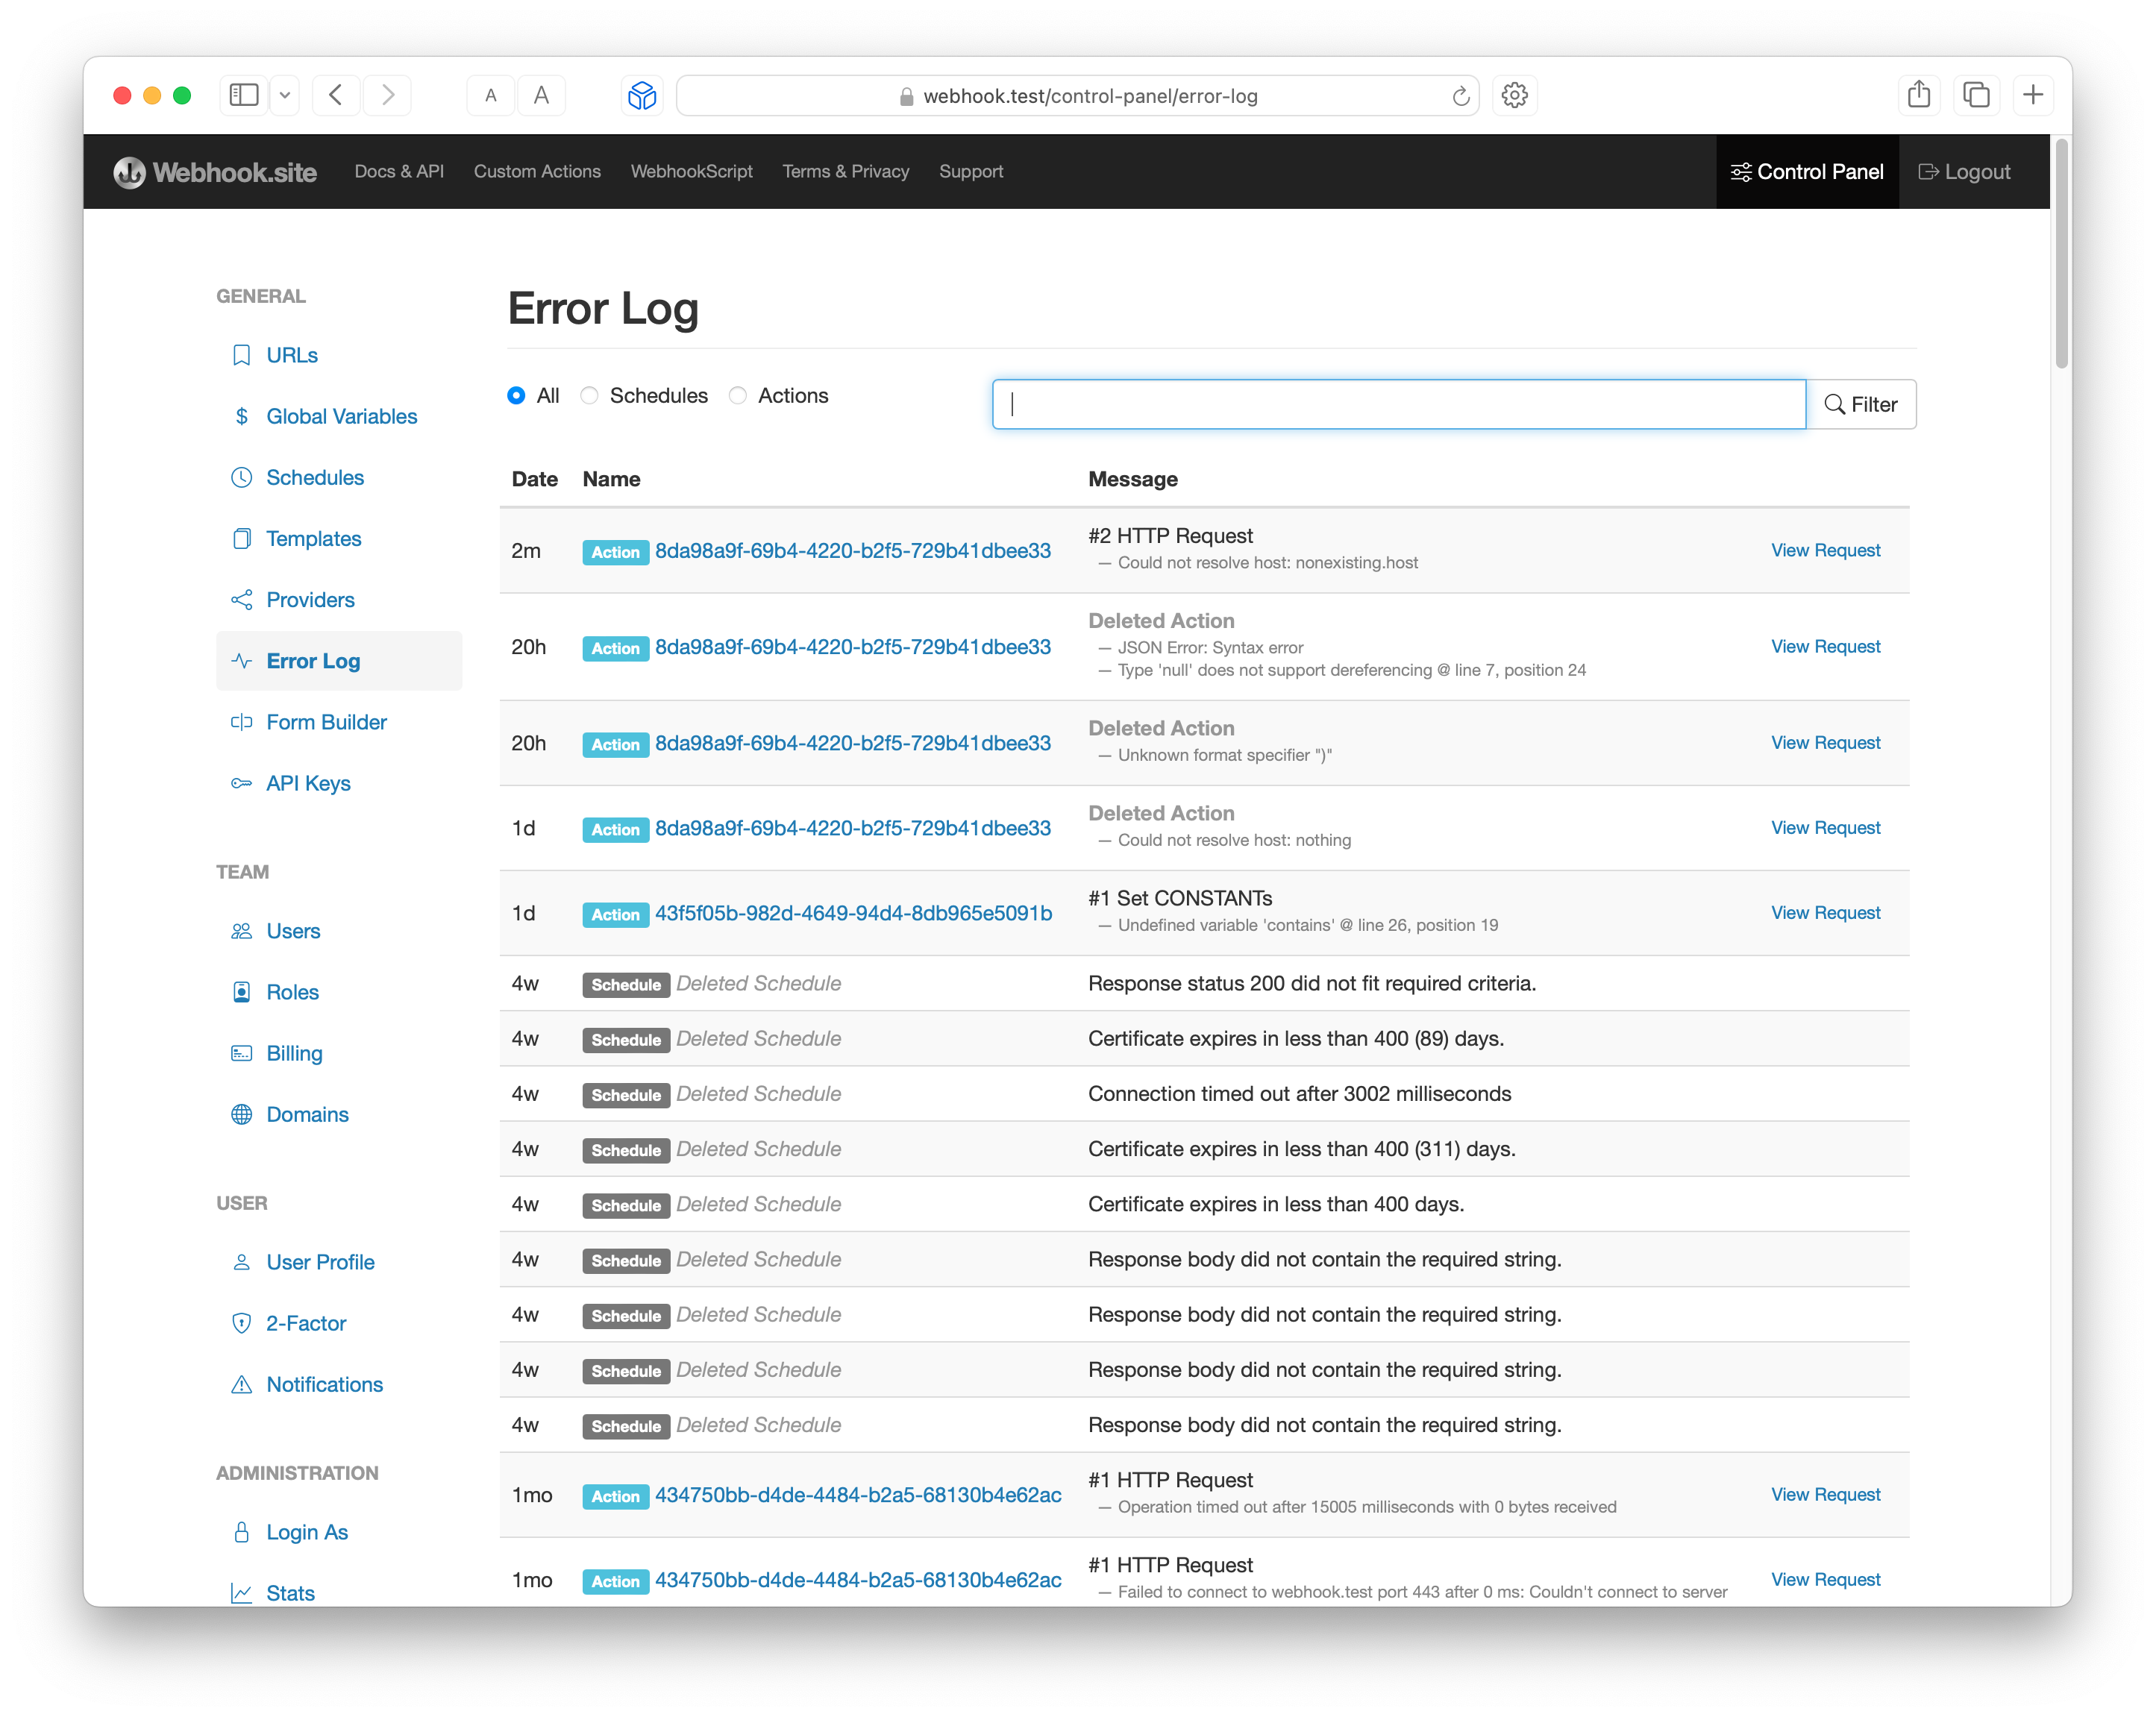 A A webhook.test/control-panel/error-log
Webhook.site Docs & API Custom Actions WebhookScript Terms & Privacy Support Control Panel Logout
GENERAL
URLs
Global Variables
Schedules
Templates
Providers
Error Log
Form Builder
API Keys
TEAM
Users
Roles
Billing
Domains
USER
User Profile
2-Factor
Notifications
ADMINISTRATION
Login As
Stats
Error Log
All Schedules Actions Filter
Date Name Message
2m Action 8da98a9f-69b4-4220-b2f5-729b41dbee33 #2 HTTP Request View Request
— Could not resolve host: nonexisting.host
20h Action 8da98a9f-69b4-4220-b2f5-729b41dbee33 Deleted Action View Request
— JSON Error: Syntax error
— Type 'null' does not support dereferencing @ line 7, position 24
20h Action 8da98a9f-69b4-4220-b2f5-729b41dbee33 Deleted Action View Request
— Unknown format specifier ")"
1d Action 8da98a9f-69b4-4220-b2f5-729b41dbee33 Deleted Action View Request
— Could not resolve host: nothing
1d Action 43f5f05b-982d-4649-94d4-8db965e5091b #1 Set CONSTANTs View Request
— Undefined variable 'contains' @ line 26, position 19
4w Schedule Deleted Schedule Response status 200 did not fit required criteria.
4w Schedule Deleted Schedule Certificate expires in less than 400 (89) days.
4w Schedule Deleted Schedule Connection timed out after 3002 milliseconds
4w Schedule Deleted Schedule Certificate expires in less than 400 (311) days.
4w Schedule Deleted Schedule Certificate expires in less than 400 days.
4w Schedule Deleted Schedule Response body did not contain the required string.
4w Schedule Deleted Schedule Response body did not contain the required string.
4w Schedule Deleted Schedule Response body did not contain the required string.
4w Schedule Deleted Schedule Response body did not contain the required string.
1mo Action 434750bb-d4de-4484-b2a5-68130b4e62ac #1 HTTP Request View Request
— Operation timed out after 15005 milliseconds with 0 bytes received
1mo Action 434750bb-d4de-4484-b2a5-68130b4e62ac #1 HTTP Request View Request
— Failed to connect to webhook.test port 443 after 0 ms: Couldn't connect to server